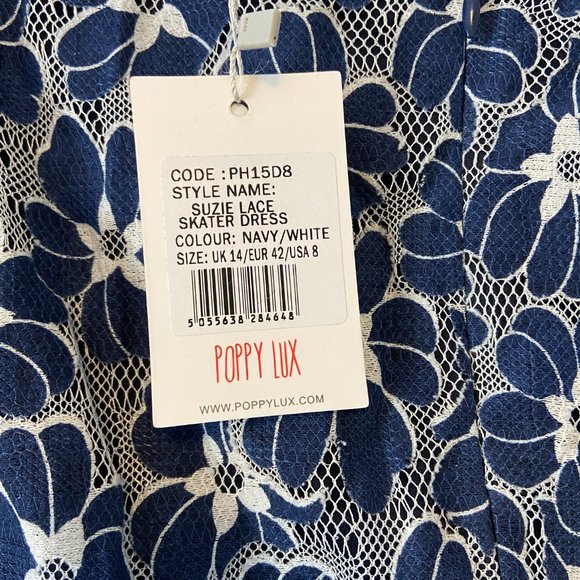 CODE : PH15D8
STYLE NAME:
SUZIE LACE
SKATER DRESS
COLOUR: NAVY/WHITE
SIZE: UK 14/EUR 42/USA 8
5 055638 284648
POPPY LUX
WWW.POPPYLUX.COM